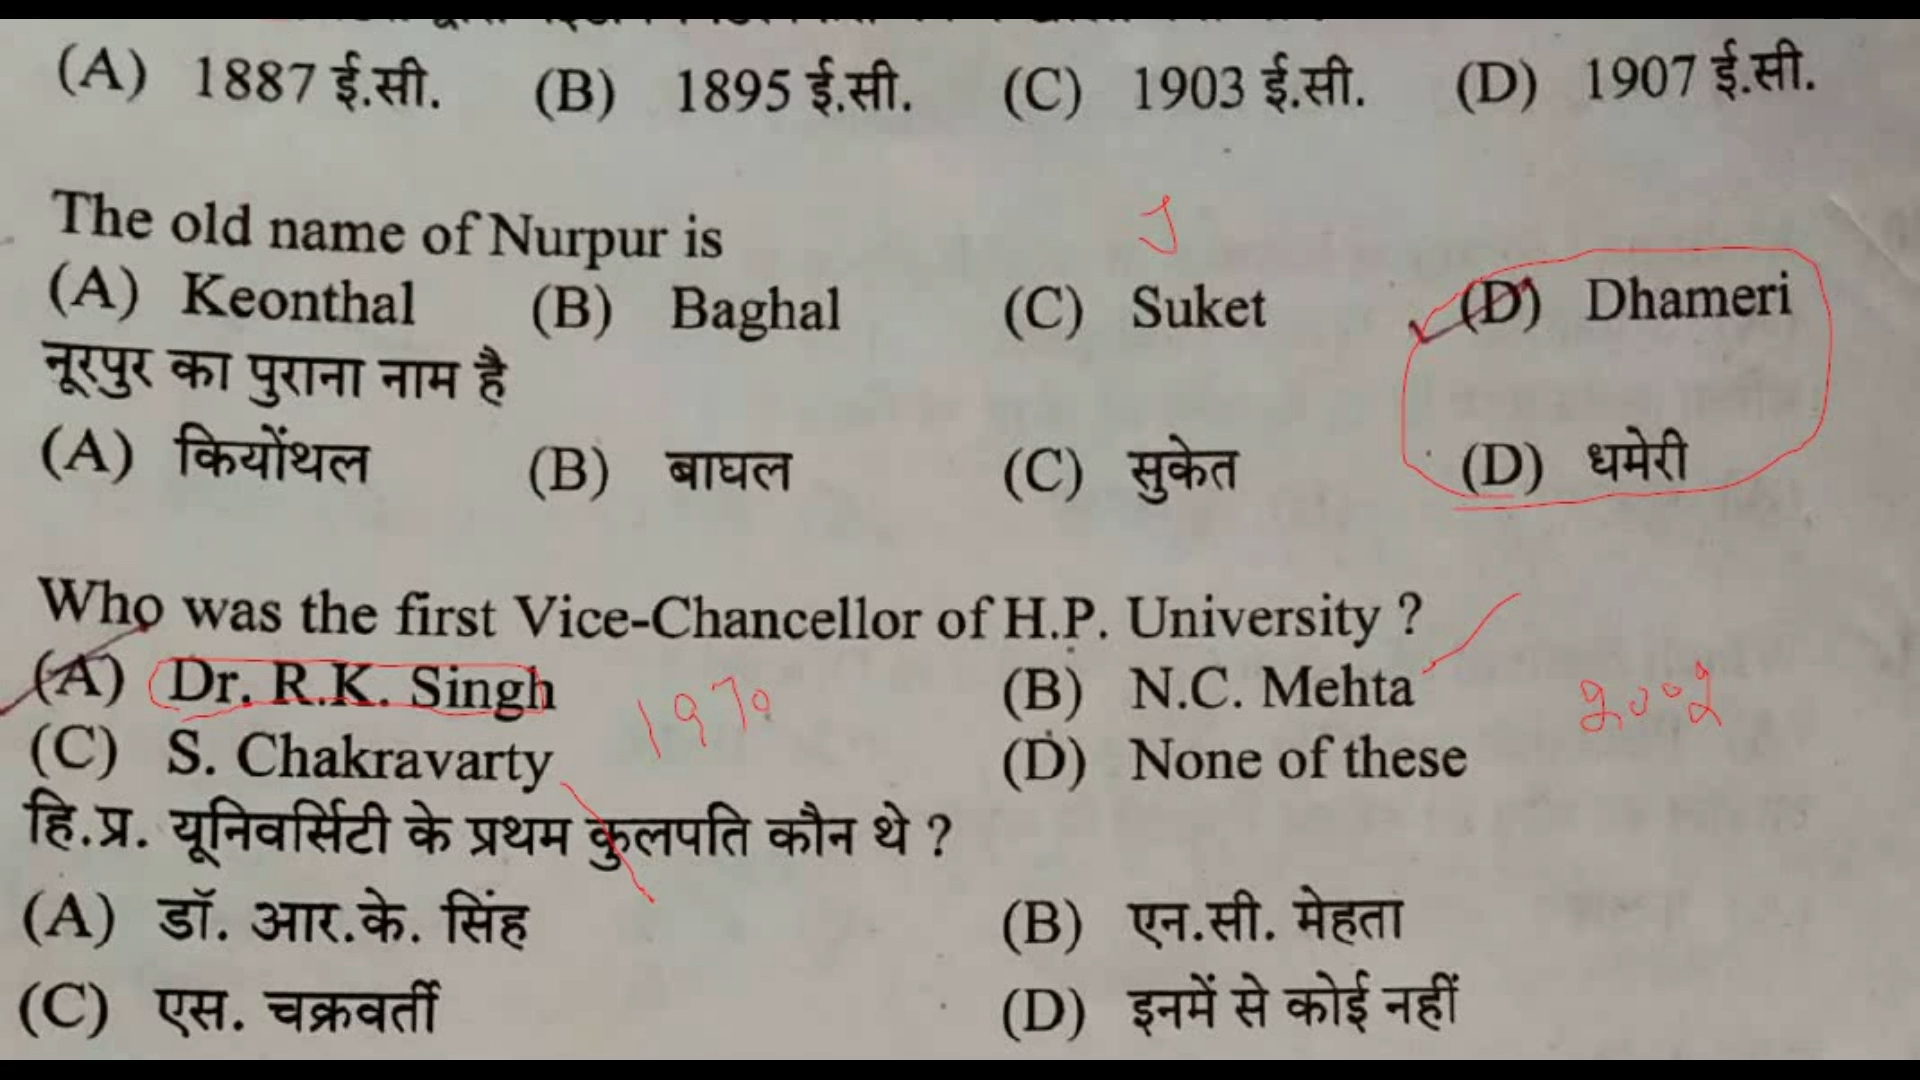 (A) 1887 ई.सी. (B) 1895 ई.सी. (C) 1903 ई.सी. (D) 1907 ई.सी.
The old name of Nurpur is
(A) Keonthal (B) Baghal (C) Suket (D) Dhameri
नूरपुर का पुराना नाम है
(A) कियोंथल (B) बाघल (C) सुकेत (D) धमेरी
Who was the first Vice-Chancellor of H.P. University ?
(A) Dr. R.K. Singh (B) N.C. Mehta
1970
(C) S. Chakravarty (D) None of these
हि.प्र. यूनिवर्सिटी के प्रथम कुलपति कौन थे ?
(A) डॉ. आर.के. सिंह (B) एन.सी. मेहता
(C) एस. चक्रवर्ती (D) इनमें से कोई नहीं